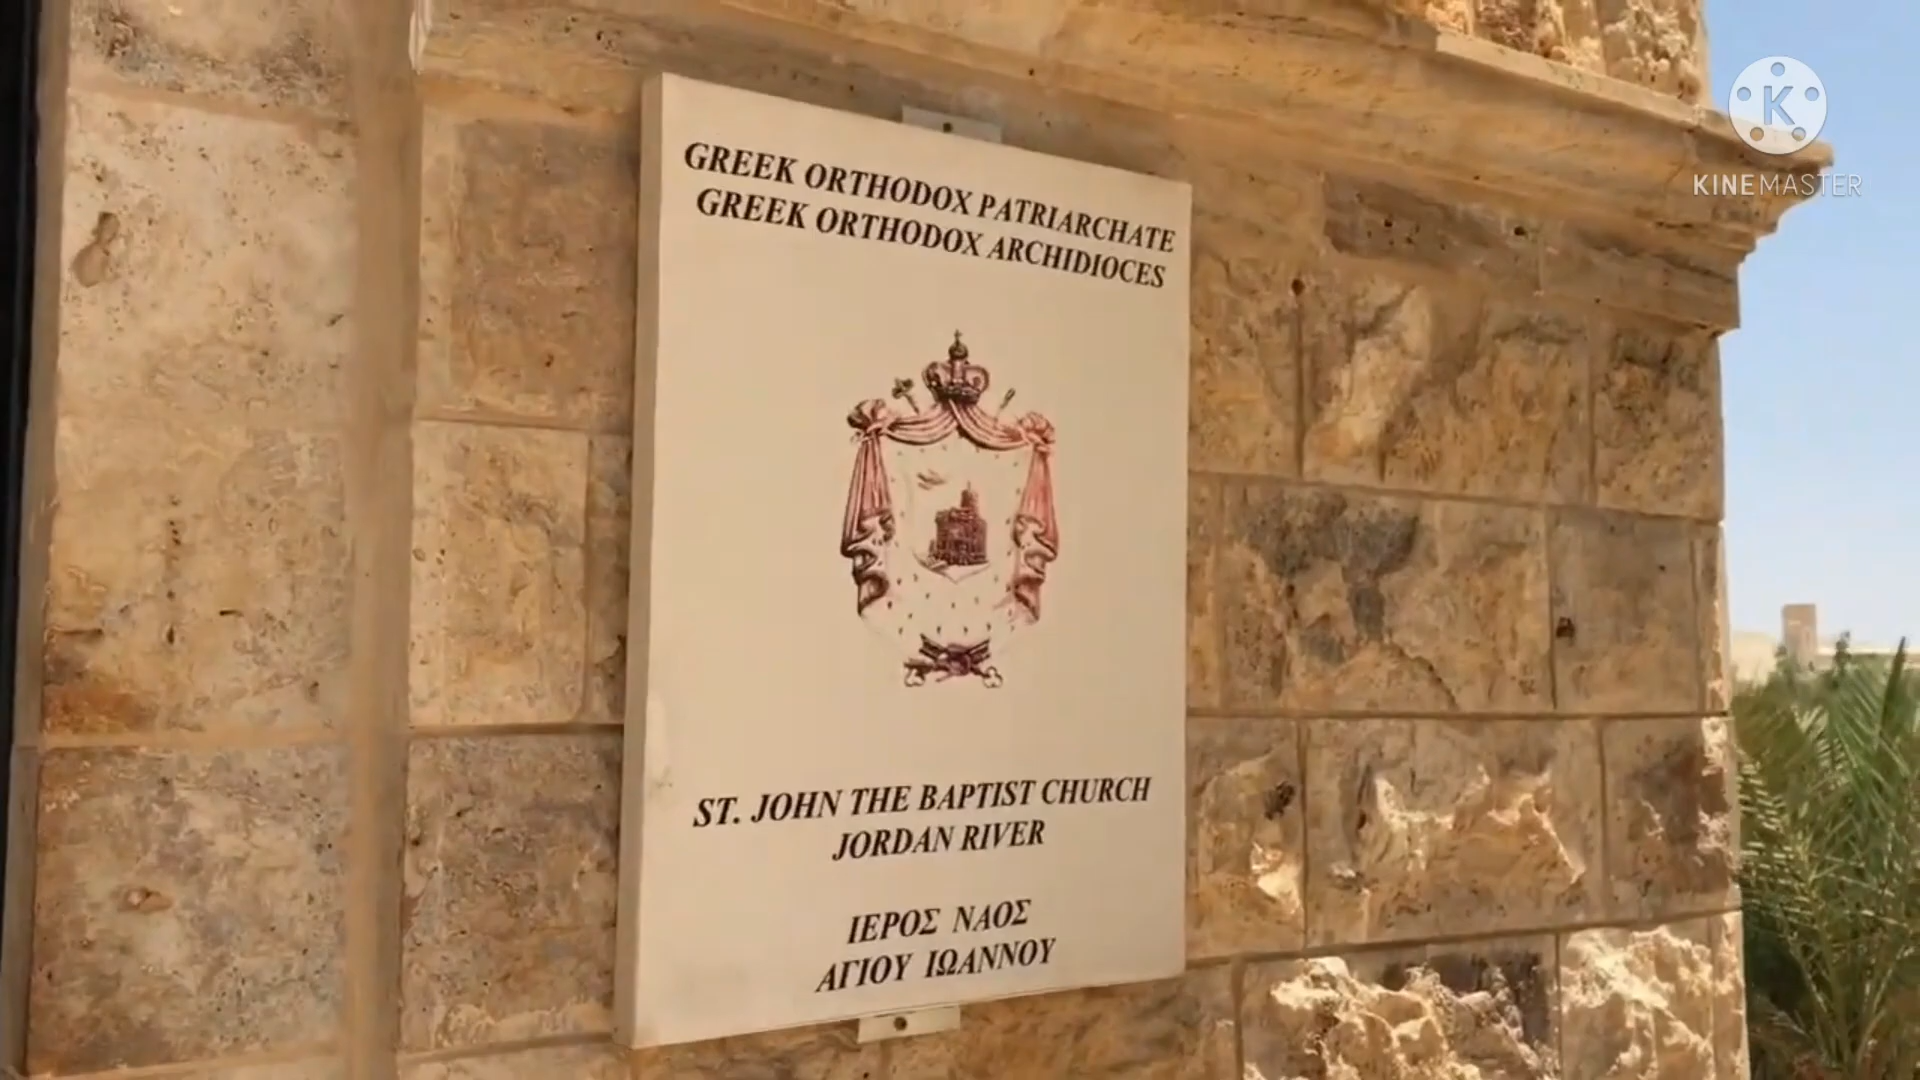 GREEK ORTHODOX PATRIARCHATE
GREEK ORTHODOX ARCHIDIOCES
ST. JOHN THE BAPTIST CHURCH
JORDAN RIVER
ΙΕΡΟΣ ΝΑΟΣ
ΑΓΙΟΥ ΙΩΑΝΝΟΥ
K
KINEMASTER